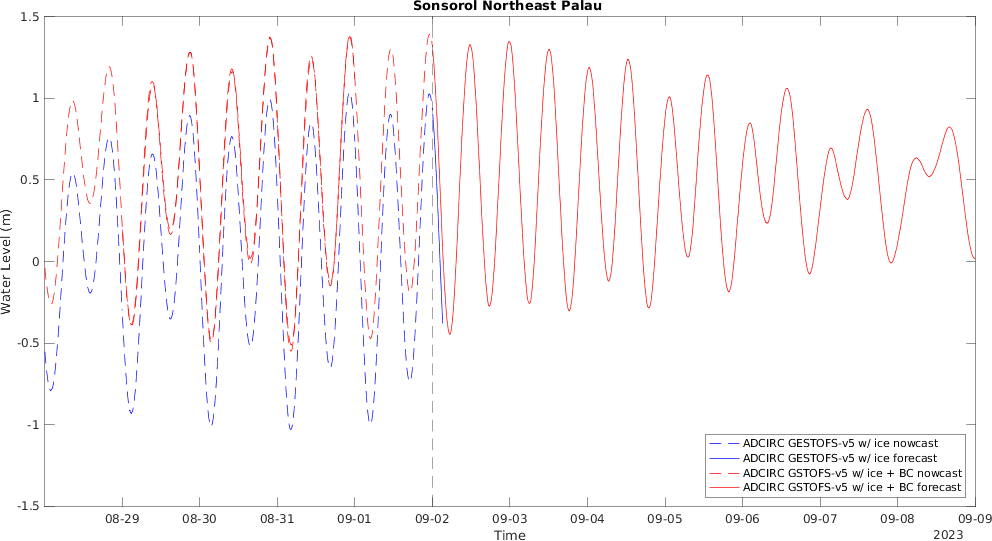 Sonsorol Northeast Palau
Water Level (m)
1.5
1
0.5
0
-0.5
-1
-1.5
08-29
08-30
08-31
09-01
09-02
09-03
09-04
09-05
09-06
09-07
09-08
09-09
Time
2023
ADCIRC GESTOFS-v5 w/ ice nowcast
ADCIRC GESTOFS-v5 w/ ice forecast
ADCIRC GSTOFS-v5 w/ ice + BC nowcast
ADCIRC GSTOFS-v5 w/ ice + BC forecast